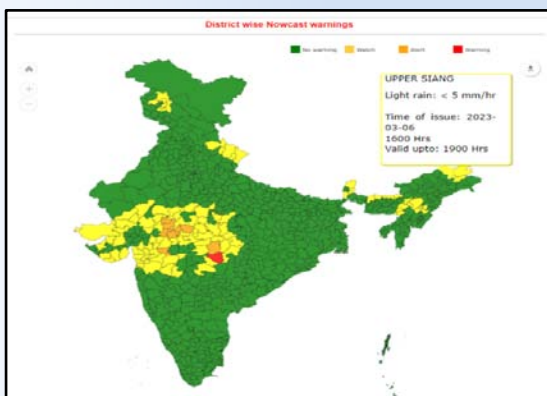 District wise Nowcast warnings
No warning Watch Alert Warning
UPPER SIANG
Light rain: < 5 mm/hr
Time of issue: 2023-
03-06
1600 Hrs
Valid upto: 1900 Hrs